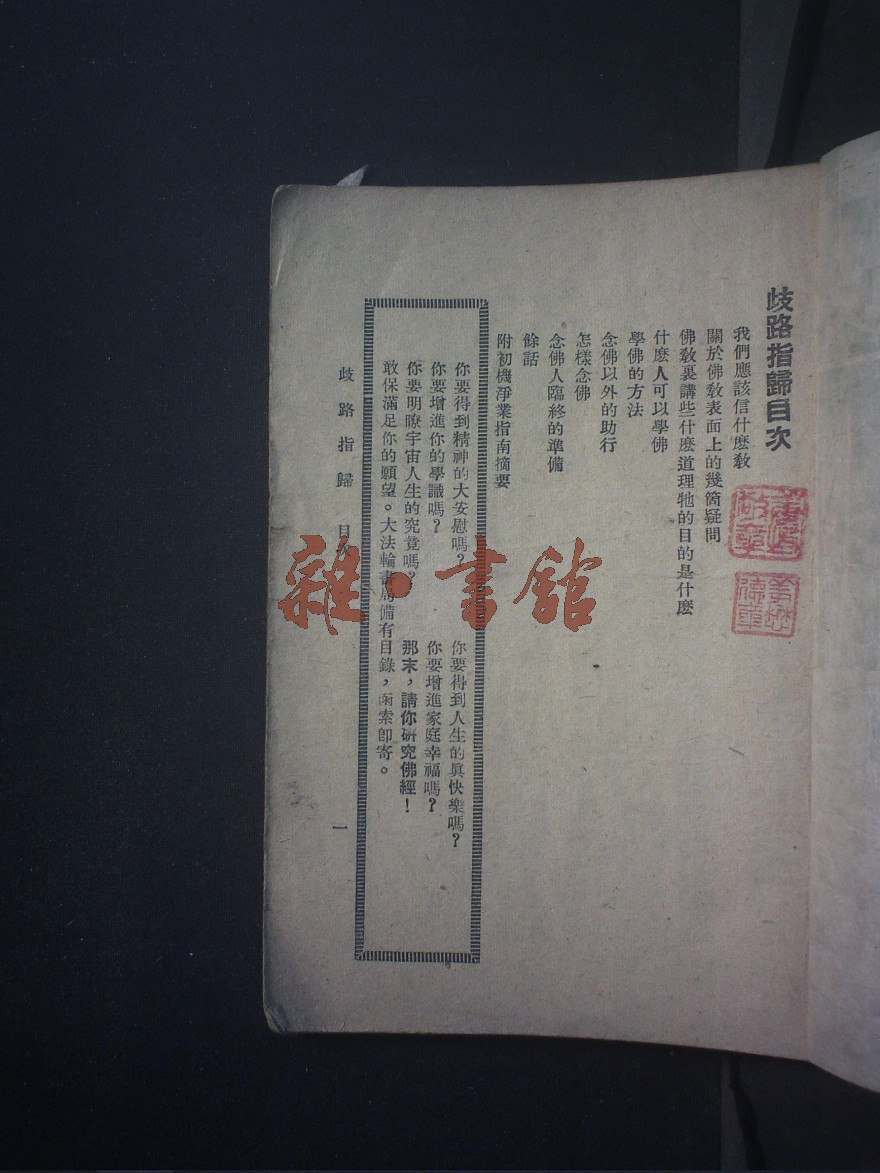 歧路指歸目次
我們應該信什麽敎
關於佛敎表面上的幾箇疑問
佛敎裏講些什麽道理牠的目的是什麽
什麽人可以學佛
學佛的方法
念佛以外的助行
怎樣念佛
念佛人臨終的準備
餘話
附初機淨業指南摘要
你要得到精神的大安慰嗎？ 你要得到人生的眞快樂嗎？
你要增進你的學識嗎？ 你要增進家庭幸福嗎？
你要明瞭宇宙人生的究竟嗎？ 那末，請你研究佛經！
敢保滿足你的願望。大法輪書局備有目錄，函索卽寄。
歧路指歸 目次
一
雜·書館